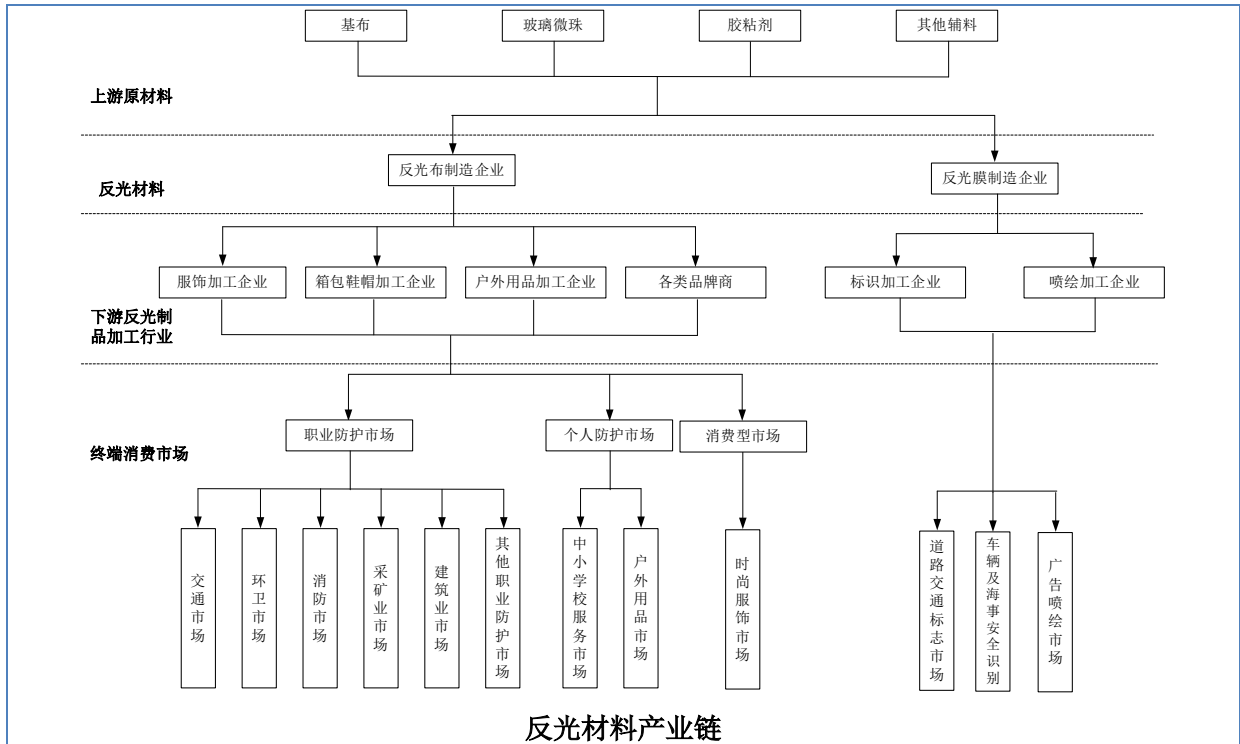 基布
玻璃微珠
胶粘剂
其他辅料
上游原材料
反光布制造企业
反光膜制造企业
反光材料
服饰加工企业
箱包鞋帽加工企业
户外用品加工企业
各类品牌商
标识加工企业
喷绘加工企业
下游反光制
品加工行业
职业防护市场
个人防护市场
消费型市场
终端消费市场
交通市场
环卫市场
消防市场
采矿业市场
建筑业市场
其他职业防护市场
中小学校服务市场
户外用品市场
时尚服饰市场
道路交通标志市场
车辆及海事安全识别
广告喷绘市场
反光材料产业链